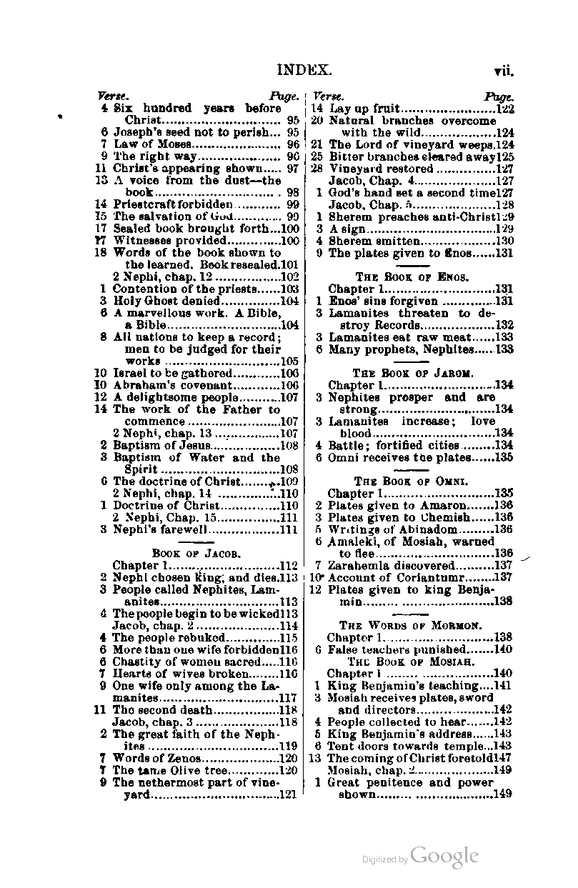 INDEX. vii.
Verse. Page.
4 Six hundred years before
Christ.............................. 95
6 Joseph's seed not to perish... 95
7 Law of Moses....................... 96
9 The right way..................... 96
11 Christ's appearing shown..... 97
13 A voice from the dust—the
book................................ . 98
14 Priestcraft forbidden ........... 99
15 The salvation of God............. 99
17 Sealed book brought forth...100
17 Witnesses provided..............100
18 Words of the book shown to
the learned. Book resealed.101
2 Nephi, chap. 12 ................102
1 Contention of the priests......103
3 Holy Ghost denied...............104
6 A marvellous work. A Bible,
a Bible.............................104
8 All nations to keep a record;
men to be judged for their
works .............................105
10 Israel to be gathered............106
10 Abraham's covenant............106
12 A delightsome people..........107
14 The work of the Father to
commence .......................107
2 Nephi, chap. 13 ................107
2 Baptism of Jesus.................108
3 Baptism of Water and the
Spirit ..............................108
6 The doctrine of Christ.........109
2 Nephi, chap. 14 ...............110
1 Doctrine of Christ...............110
2 Nephi, Chap. 15................111
3 Nephi's farewell..................111
BOOK OF JACOB.
Chapter 1............................112
2 Nephi chosen king, and dies.113
3 People called Nephites, Lam-
anites..............................113
4 The people begin to be wicked113
Jacob, chap. 2 .....................114
4 The people rebuked..............115
6 More than one wife forbidden116
6 Chastity of women sacred.....116
7 Hearts of wives broken........116
9 One wife only among the La-
manites............................117
11 The second death................118
Jacob, chap. 3 .....................118
2 The great faith of the Neph-
ites .................................119
7 Words of Zenos...................120
7 The tame Olive tree.............120
9 The nethermost part of vine-
yard................................121
Verse. Page.
14 Lay up fruit........................122
20 Natural branches overcome
with the wild...................124
21 The Lord of vineyard weeps.124
25 Bitter branches cleared away125
28 Vineyard restored ...............127
Jacob, Chap. 4.....................127
1 God's hand set a second time127
Jacob, Chap. 5.....................128
1 Sherem preaches anti-Christ129
3 A sign................................129
4 Sherem smitten...................130
9 The plates given to Enos......131
THE BOOK OF ENOS.
Chapter 1...........................131
1 Enos' sins forgiven .............131
3 Lamanites threaten to de-
stroy Records...................132
3 Lamanites eat raw meat......133
6 Many prophets, Nephites.....133
THE BOOK OF JAROM.
Chapter 1............................134
3 Nephites prosper and are
strong.............................134
3 Lamanites increase; love
blood...............................134
4 Battle; fortified cities .......134
6 Omni receives the plates......135
THE BOOK OF OMNI.
Chapter 1............................135
2 Plates given to Amaron.......136
3 Plates given to Chemish......136
5 Writings of Abinadom.........136
6 Amaleki, of Mosiah, warned
to flee..............................136
7 Zarahemla discovered..........137
10 Account of Coriantumr.......137
12 Plates given to king Benja-
min......... .......................138
THE WORDS OF MORMON.
Chapter 1............................138
6 False teachers punished.......140
THE BOOK OF MOSIAH.
Chapter 1 ........ ..................140
1 King Benjamin's teaching....141
3 Mosiah receives plates, sword
and directors....................142
4 People collected to hear.......142
5 King Benjamin's address.....143
6 Tent doors towards temple...143
13 The coming of Christ foretold147
Mosiah, chap. 2...................149
1 Great penitence and power
shown......... ...................149
Digitized by Google